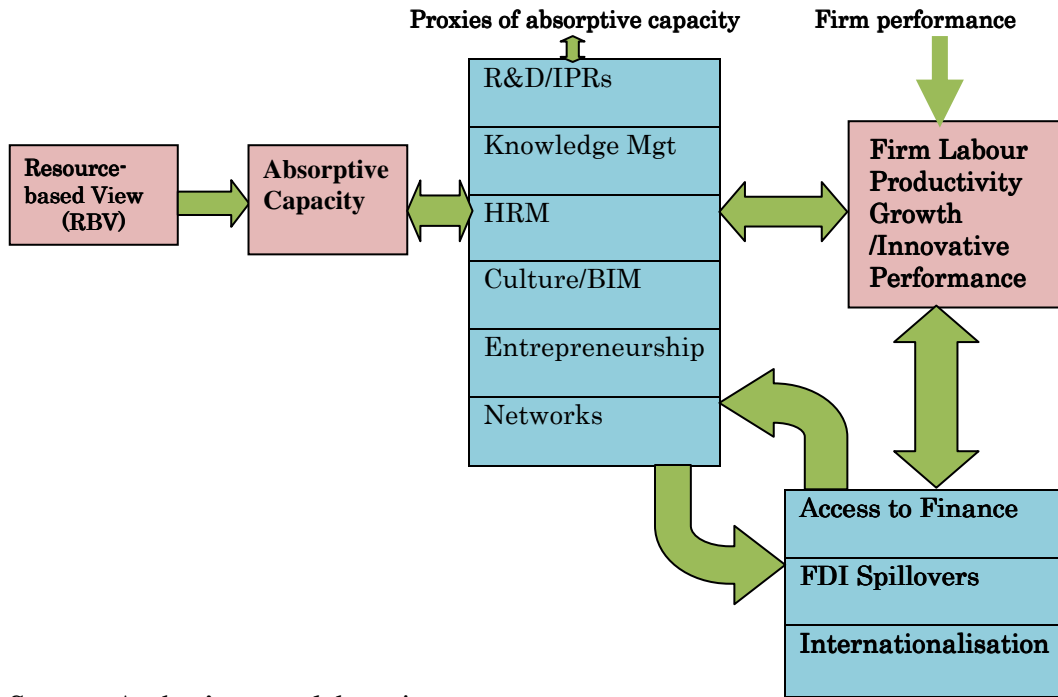 Proxies of absorptive capacity
Firm performance
R&D/IPRs
Knowledge Mgt
HRM
Culture/BIM
Entrepreneurship
Networks
Resource-
based View
(RBV)
Absorptive
Capacity
Firm Labour
Productivity
Growth
/Innovative
Performance
Access to Finance
FDI Spillovers
Internationalisation